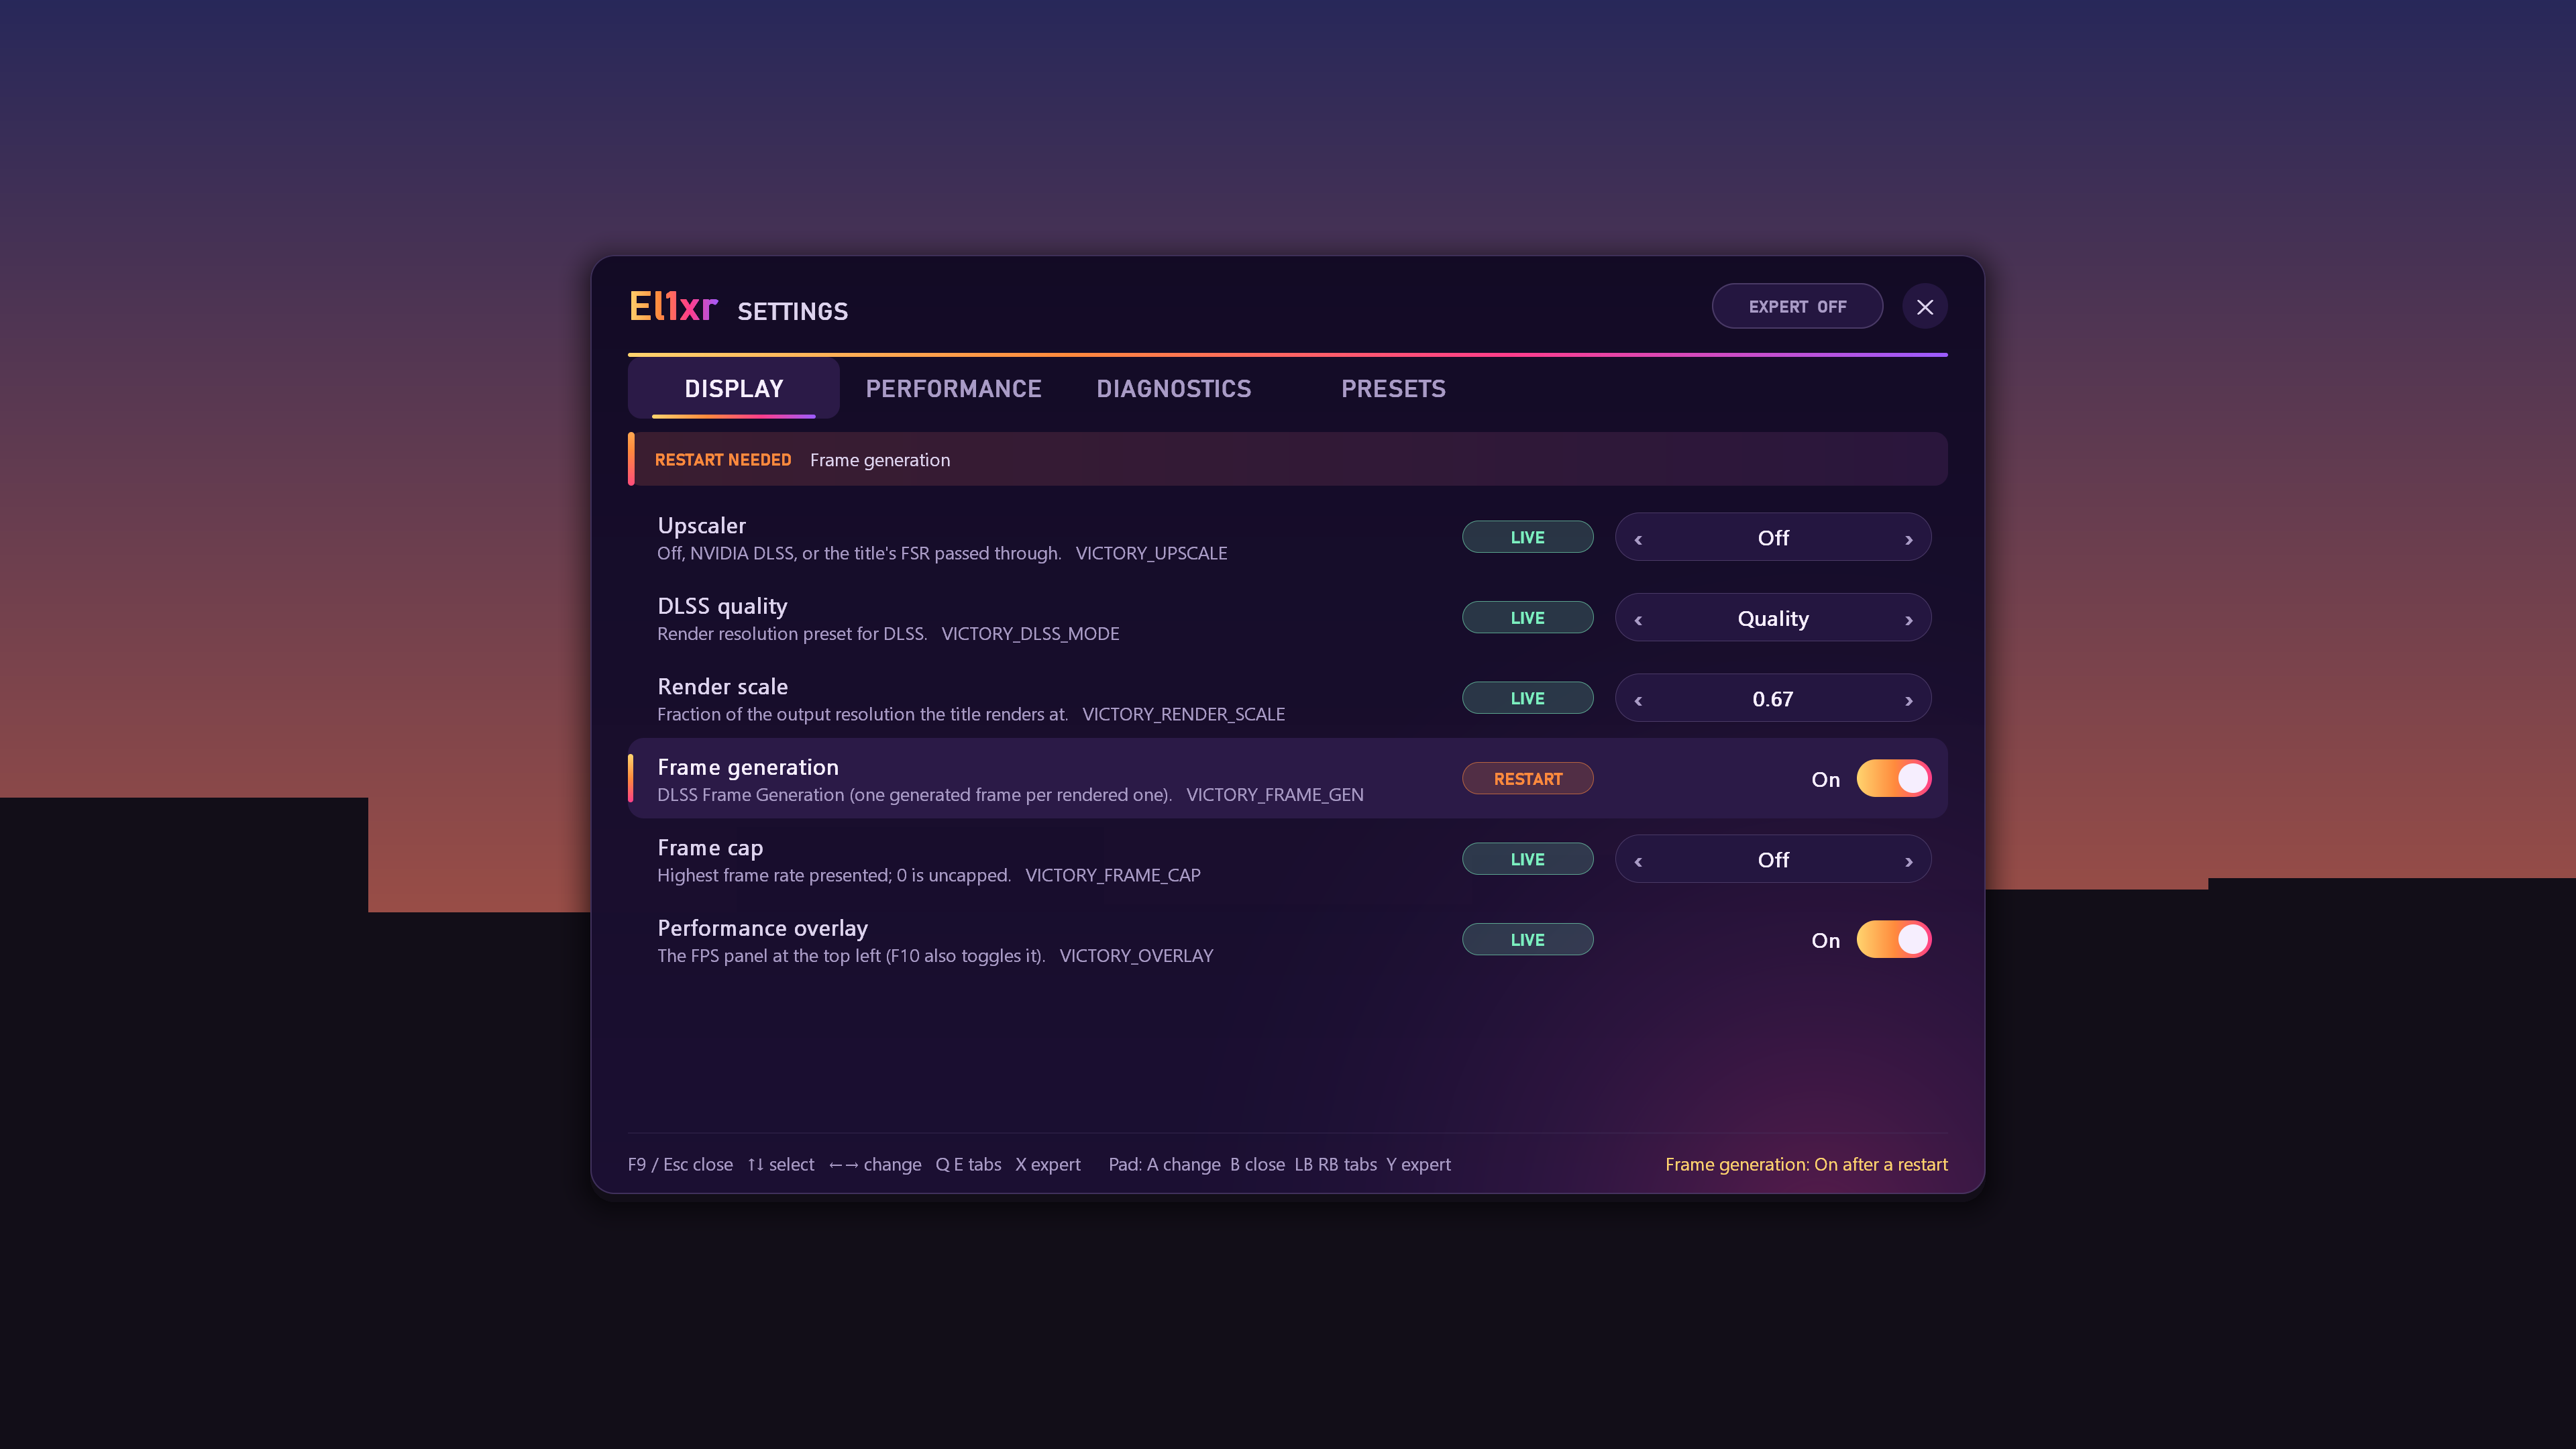 El1xr SETTINGS
EXPERT OFF
DISPLAY PERFORMANCE DIAGNOSTICS PRESETS
RESTART NEEDED Frame generation
Upscaler
Off, NVIDIA DLSS, or the title's FSR passed through. VICTORY_UPSCALE
LIVE
‹ Off ›
DLSS quality
Render resolution preset for DLSS. VICTORY_DLSS_MODE
LIVE
‹ Quality ›
Render scale
Fraction of the output resolution the title renders at. VICTORY_RENDER_SCALE
LIVE
‹ 0.67 ›
Frame generation
DLSS Frame Generation (one generated frame per rendered one). VICTORY_FRAME_GEN
RESTART
On
Frame cap
Highest frame rate presented; 0 is uncapped. VICTORY_FRAME_CAP
LIVE
‹ Off ›
Performance overlay
The FPS panel at the top left (F10 also toggles it). VICTORY_OVERLAY
LIVE
On
F9 / Esc close ↑↓ select ←→ change Q E tabs X expert Pad: A change B close LB RB tabs Y expert
Frame generation: On after a restart